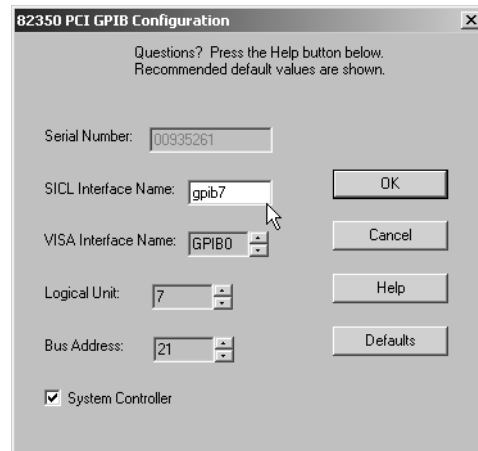 82350 PCI GPIB Configuration
Questions? Press the Help button below.
Recommended default values are shown.
Serial Number: 00935261
SICL Interface Name: gpib7
OK
VISA Interface Name: GPIB0
Cancel
Logical Unit: 7
Help
Bus Address: 21
Defaults
System Controller